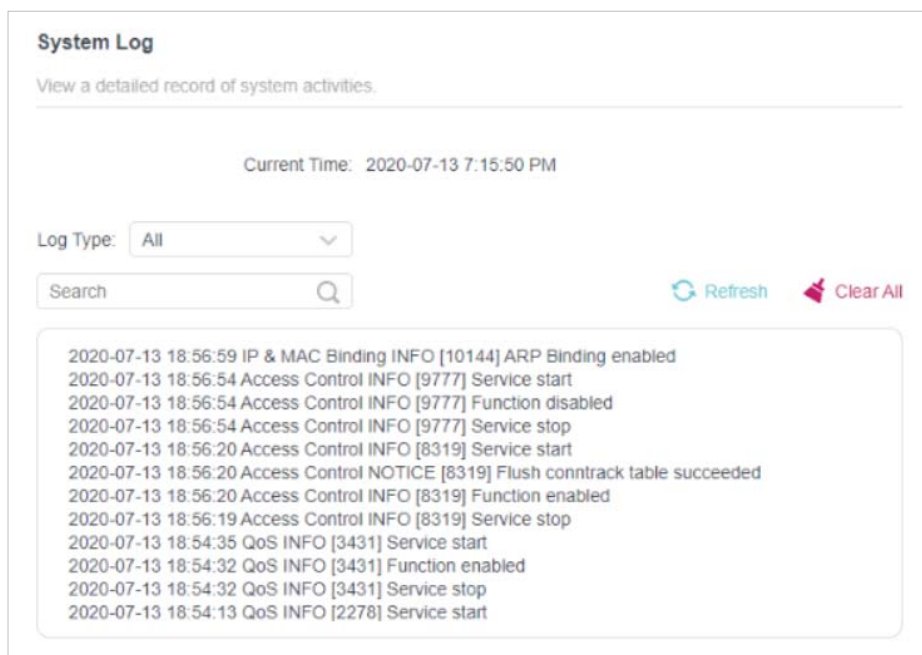 System Log
View a detailed record of system activities.
Current Time: 2020-07-13 7:15:50 PM
Log Type: All
Search
Refresh
Clear All
2020-07-13 18:56:59 IP & MAC Binding INFO [10144] ARP Binding enabled
2020-07-13 18:56:54 Access Control INFO [9777] Service start
2020-07-13 18:56:54 Access Control INFO [9777] Function disabled
2020-07-13 18:56:54 Access Control INFO [9777] Service stop
2020-07-13 18:56:20 Access Control INFO [8319] Service start
2020-07-13 18:56:20 Access Control NOTICE [8319] Flush conntrack table succeeded
2020-07-13 18:56:20 Access Control INFO [8319] Function enabled
2020-07-13 18:56:19 Access Control INFO [8319] Service stop
2020-07-13 18:54:35 QoS INFO [3431] Service start
2020-07-13 18:54:32 QoS INFO [3431] Function enabled
2020-07-13 18:54:32 QoS INFO [3431] Service stop
2020-07-13 18:54:13 QoS INFO [2278] Service start